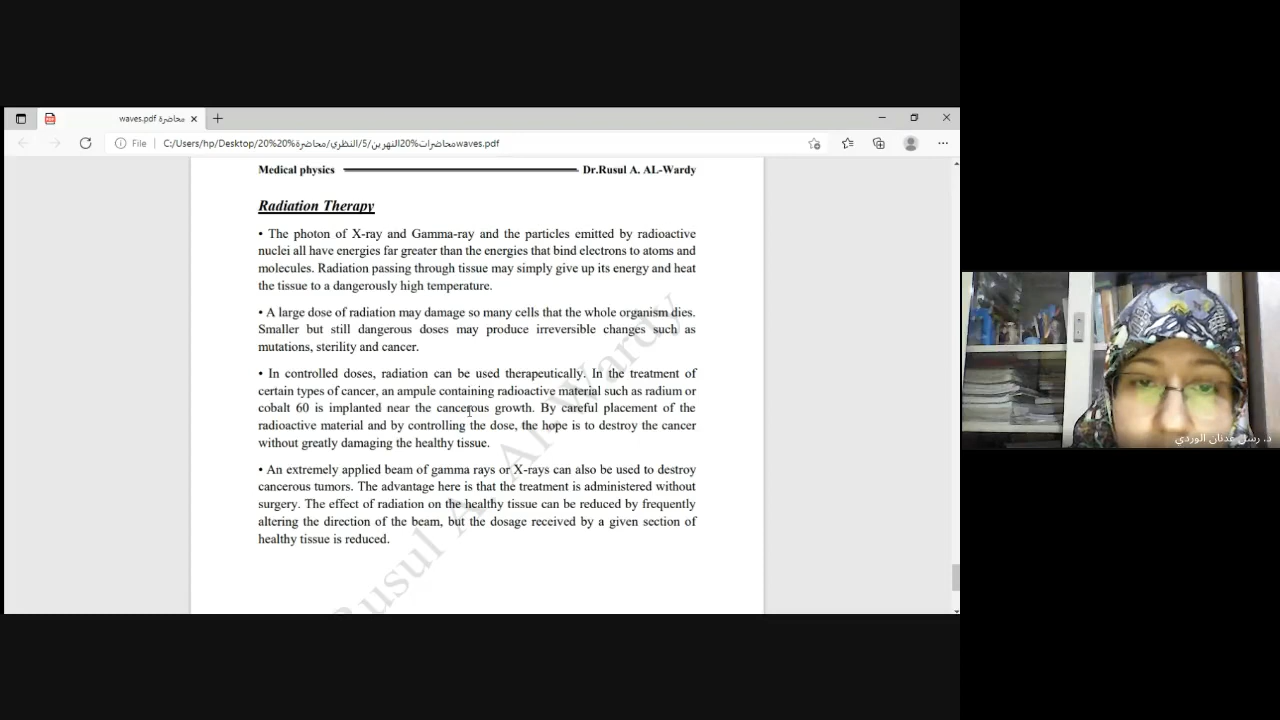 محاضرة waves.pdf
File
C:/Users/hp/Desktop/20%20%محاضرات%20النهرين/النظري/5/محاضرةwaves.pdf
Medical physics
Dr.Rusul A. AL-Wardy
Radiation Therapy
• The photon of X-ray and Gamma-ray and the particles emitted by radioactive
nuclei all have energies far greater than the energies that bind electrons to atoms and
molecules. Radiation passing through tissue may simply give up its energy and heat
the tissue to a dangerously high temperature.
• A large dose of radiation may damage so many cells that the whole organism dies.
Smaller but still dangerous doses may produce irreversible changes such as
mutations, sterility and cancer.
• In controlled doses, radiation can be used therapeutically. In the treatment of
certain types of cancer, an ampule containing radioactive material such as radium or
cobalt 60 is implanted near the cancerous growth. By careful placement of the
radioactive material and by controlling the dose, the hope is to destroy the cancer
without greatly damaging the healthy tissue.
• An extremely applied beam of gamma rays or X-rays can also be used to destroy
cancerous tumors. The advantage here is that the treatment is administered without
surgery. The effect of radiation on the healthy tissue can be reduced by frequently
altering the direction of the beam, but the dosage received by a given section of
healthy tissue is reduced.
Rusul A. Al-Wardy
د. رسل عدنان الوردي